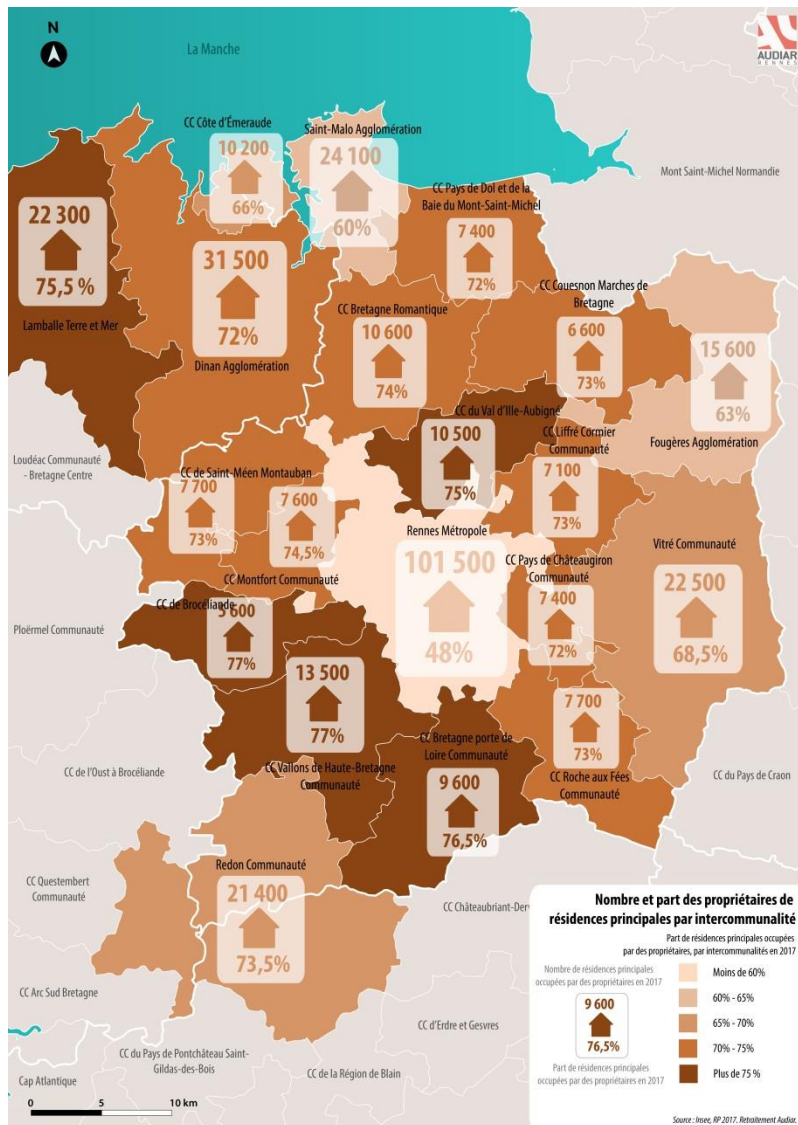 N
La Manche
AUDIAR
RENNES
CC Côte d'Émeraude
10 200
66%
Saint-Malo Agglomération
24 100
60%
Mont Saint-Michel Normandie
22 300
75,5 %
Lamballe Terre et Mer
31 500
72%
Dinan Agglomération
CC Pays de Dol et de la
Baie du Mont-Saint-Michel
7 400
72%
CC Bretagne Romantique
10 600
74%
CC Couesnon Marches de
Bretagne
6 600
73%
15 600
63%
Fougères Agglomération
CC du Val d'Ille-Aubigné
10 500
75%
CC Liffré Cormier
Communauté
7 100
73%
Loudéac Communauté
- Bretagne Centre
CC de Saint-Méen Montauban
7 700
73%
7 600
74,5%
CC Montfort Communauté
Rennes Métropole
101 500
48%
CC Pays de Châteaugiron
Communauté
7 400
72%
Vitré Communauté
22 500
68,5%
Ploërmel Communauté
CC de Brocéliande
5 600
77%
13 500
77%
CC Vallons de Haute-Bretagne
Communauté
CC Bretagne porte de
Loire Communauté
9 600
76,5%
7 700
73%
CC Roche aux Fées
Communauté
CC de l'Oust à Brocéliande
CC du Pays de Craon
Redon Communauté
21 400
73,5%
CC Questembert
Communauté
CC Arc Sud Bretagne
CC du Pays de Pontchâteau Saint-
Gildas-des-Bois
Cap Atlantique
CC de la Région de Blain
CC d'Erdre et Gesvres
CC Châteaubriant-Der
0 5 10 km
Nombre et part des propriétaires de
résidences principales par intercommunalité
Part de résidences principales occupées
par des propriétaires, par intercommunalités en 2017
Nombre de résidences principales
occupées par des propriétaires en 2017
9 600
76,5%
Part de résidences principales
occupées par des propriétaires en 2017
Moins de 60%
60% - 65%
65% - 70%
70% - 75%
Plus de 75 %
Source : Insee, RP 2017. Retraitement Audiar.